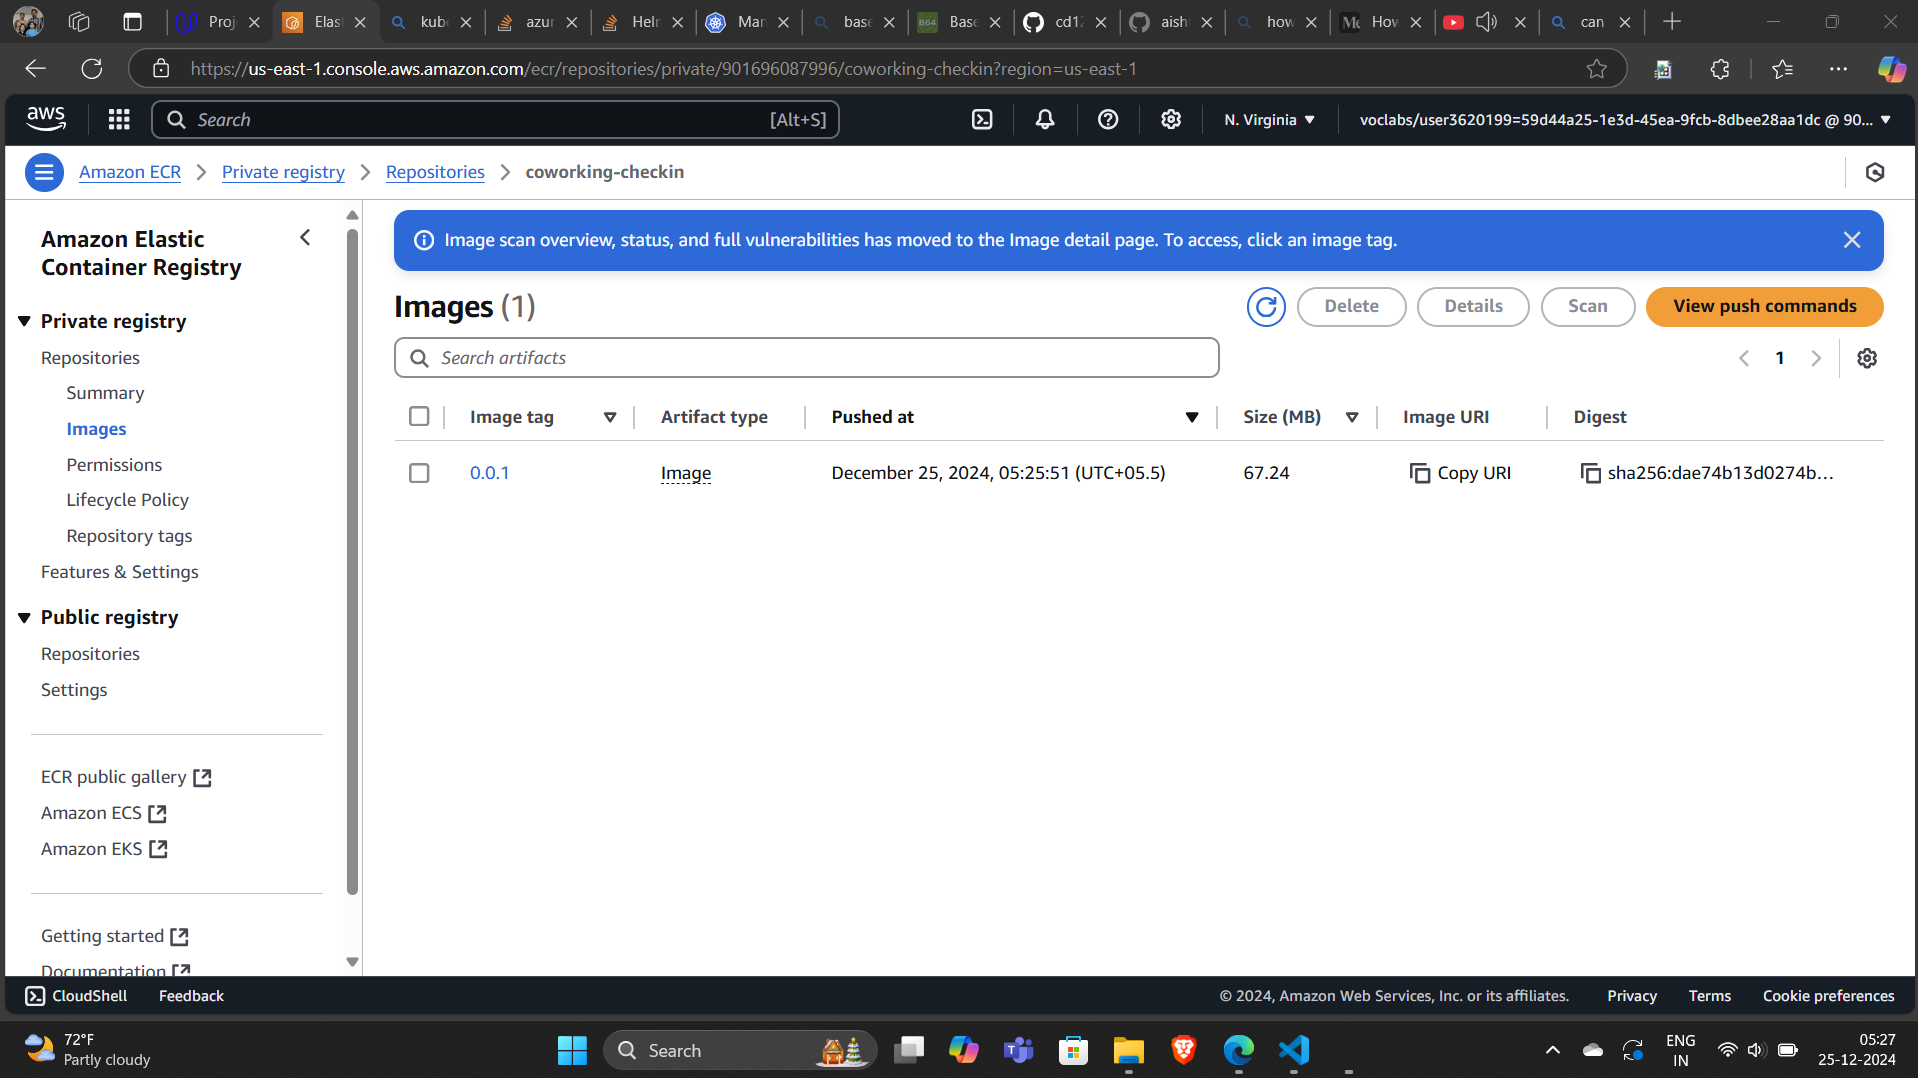 Proj
Elast
kube
azur
Helm
Man
base
B64
Base
cd12
aish
how
How
can
https://us-east-1.console.aws.amazon.com/ecr/repositories/private/901696087996/coworking-checkin?region=us-east-1
aws
Search
[Alt+S]
N. Virginia
voclabs/user3620199=59d44a25-1e3d-45ea-9fcb-8dbee28aa1dc @ 90...
Amazon ECR
Private registry
Repositories
coworking-checkin
Amazon Elastic
Container Registry
Private registry
Repositories
Summary
Images
Permissions
Lifecycle Policy
Repository tags
Features & Settings
Public registry
Repositories
Settings
ECR public gallery
Amazon ECS
Amazon EKS
Getting started
Documentation
Image scan overview, status, and full vulnerabilities has moved to the Image detail page. To access, click an image tag.
Images (1)
Delete
Details
Scan
View push commands
Search artifacts
1
Image tag
Artifact type
Pushed at
Size (MB)
Image URI
Digest
0.0.1
Image
December 25, 2024, 05:25:51 (UTC+05.5)
67.24
Copy URI
sha256:dae74b13d0274b...
CloudShell
Feedback
© 2024, Amazon Web Services, Inc. or its affiliates.
Privacy
Terms
Cookie preferences
72°F
Partly cloudy
Search
ENG
IN
05:27
25-12-2024